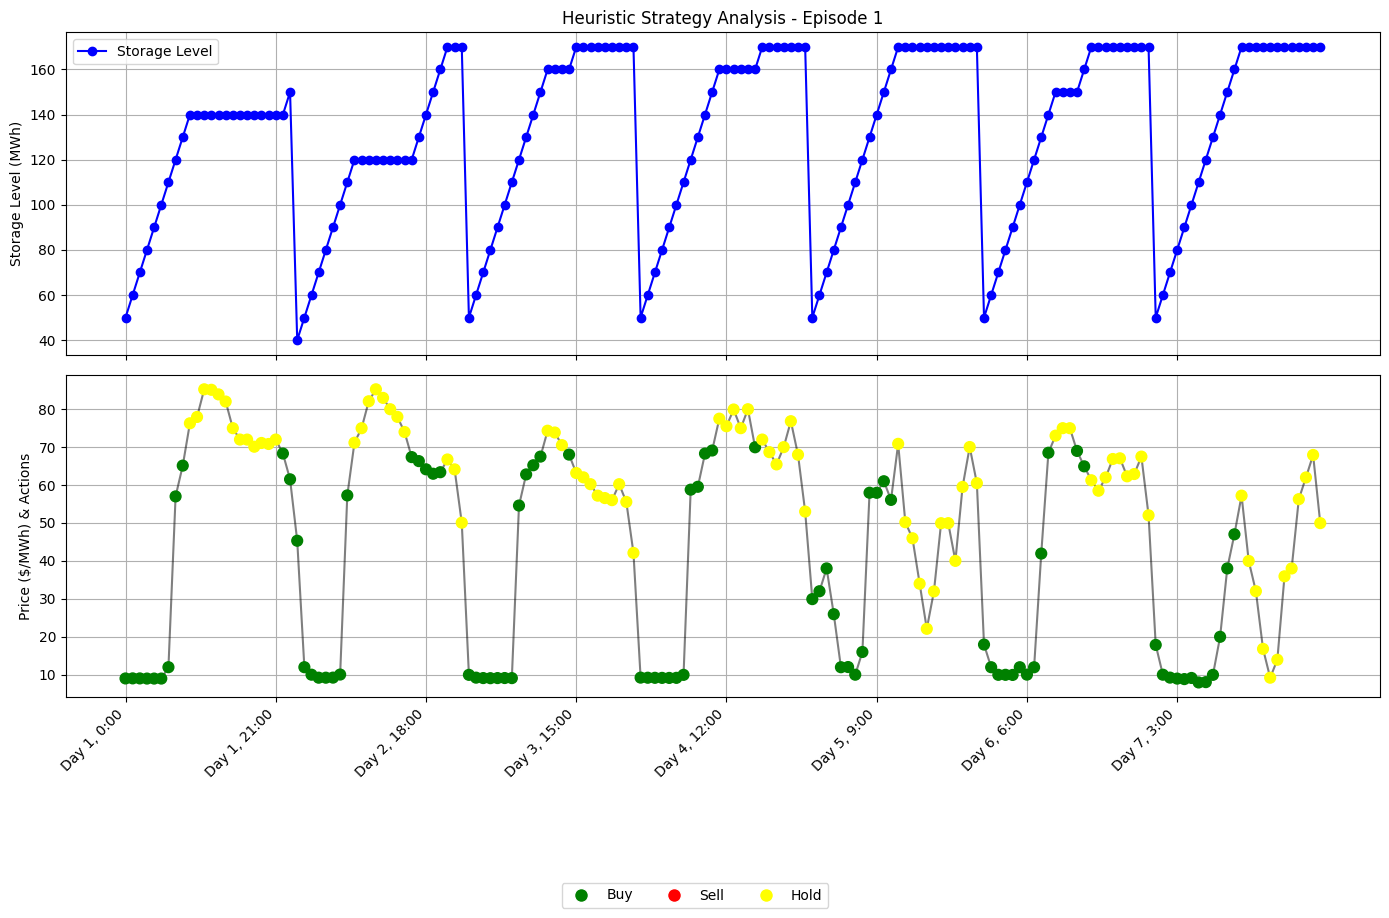 Heuristic Strategy Analysis - Episode 1
Storage Level
Storage Level (MWh)
160
140
120
100
80
60
40
Price ($/MWh) & Actions
80
70
60
50
40
30
20
10
Day 1, 0:00
Day 1, 21:00
Day 2, 18:00
Day 3, 15:00
Day 4, 12:00
Day 5, 9:00
Day 6, 6:00
Day 7, 3:00
Buy Sell Hold